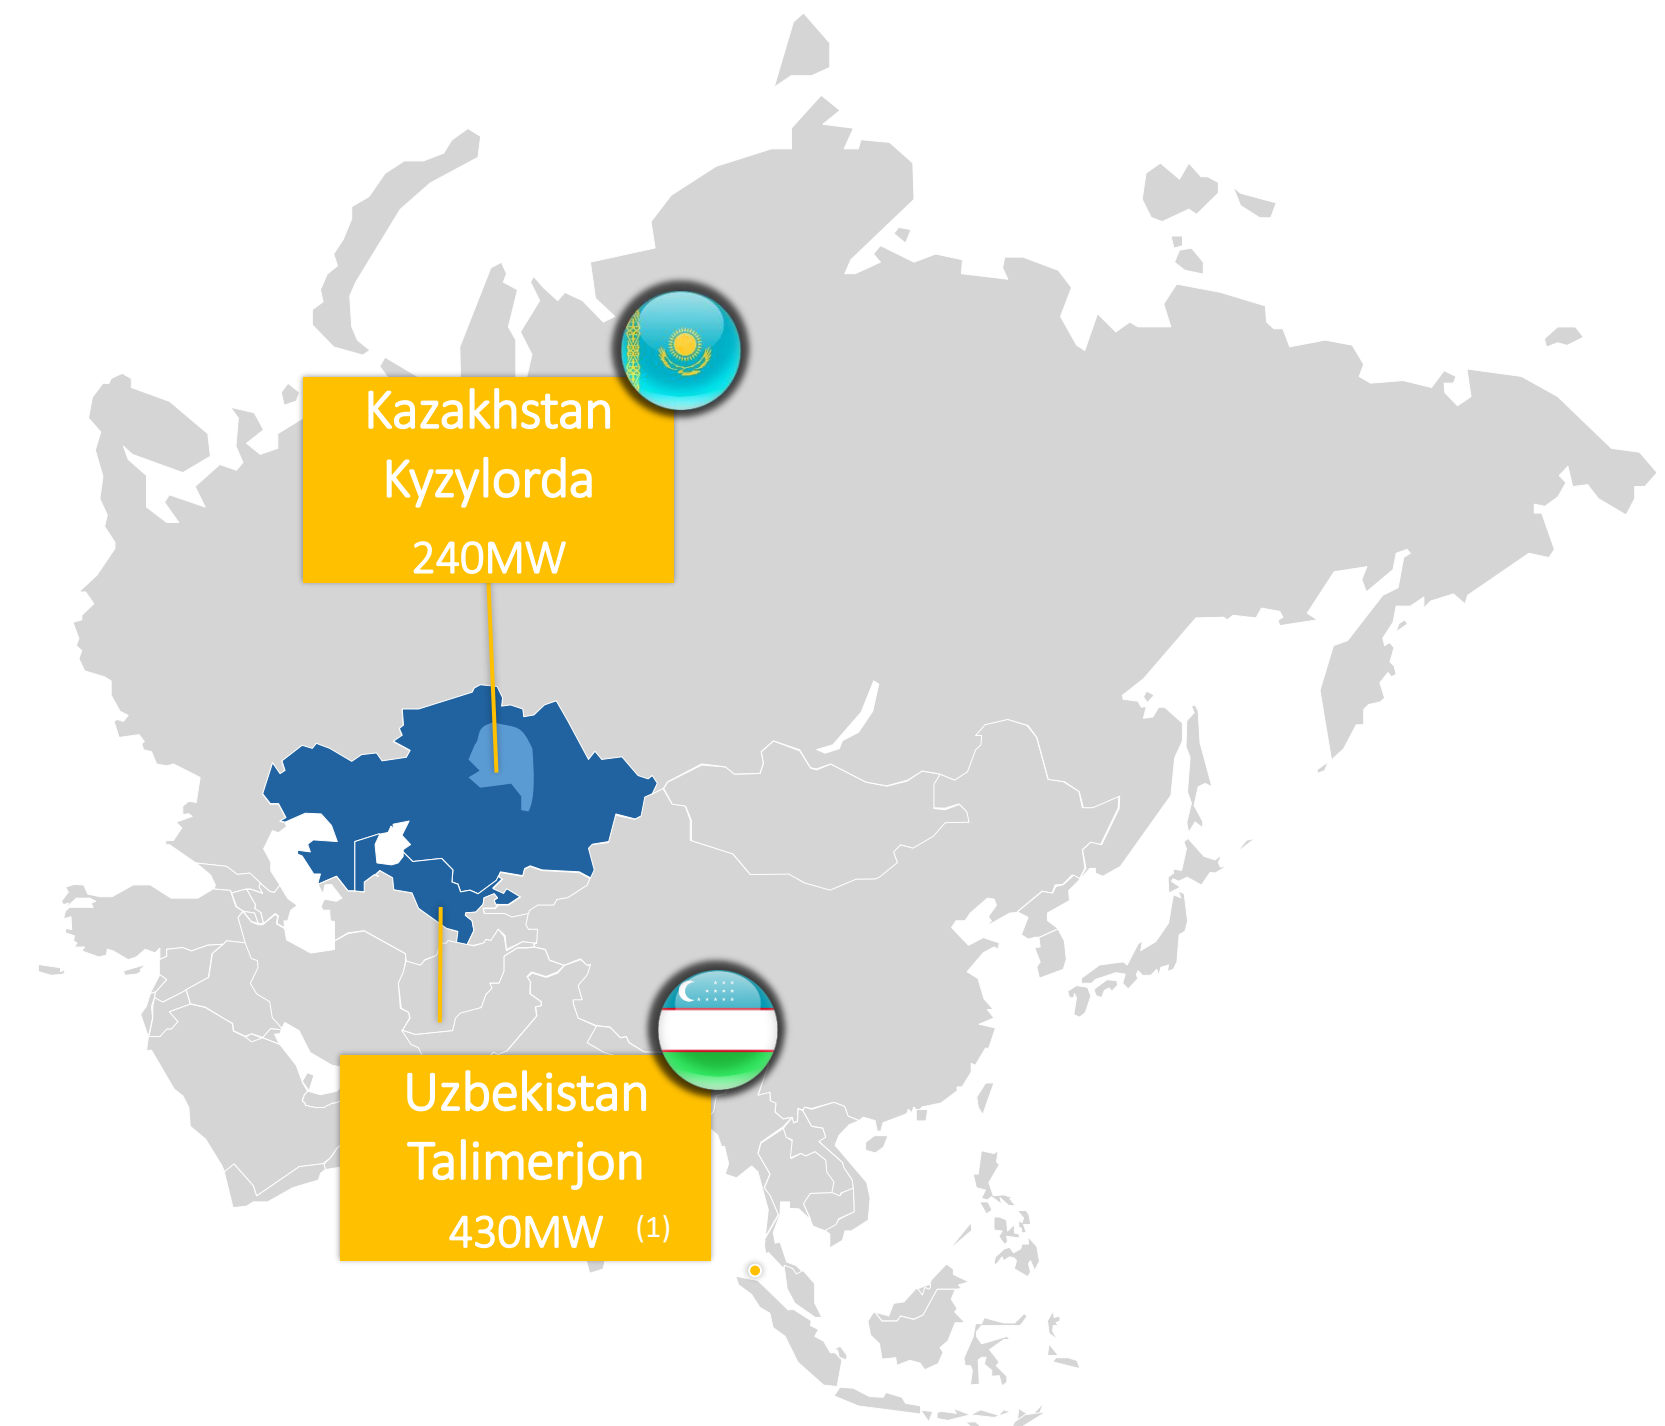 Kazakhstan
Kyzylorda
240MW
Uzbekistan
Talimerjon
430MW (1)